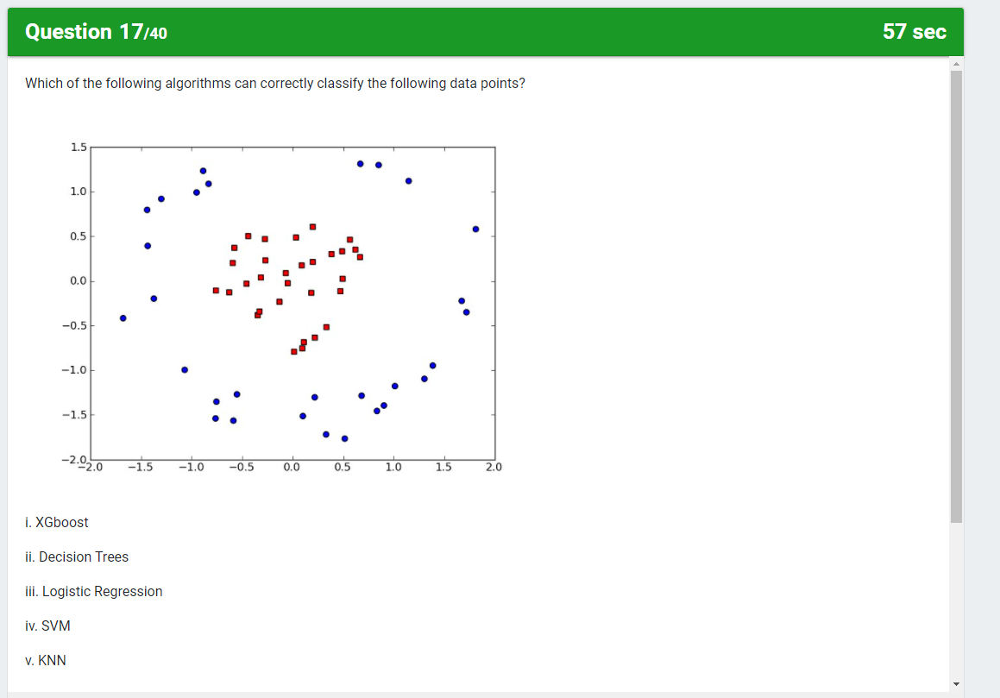 Question 17/40 57 sec
Which of the following algorithms can correctly classify the following data points?
1.5
1.0
0.5
0.0
−0.5
−1.0
−1.5
−2.0
−2.0 −1.5 −1.0 −0.5 0.0 0.5 1.0 1.5 2.0
i. XGboost
ii. Decision Trees
iii. Logistic Regression
iv. SVM
v. KNN